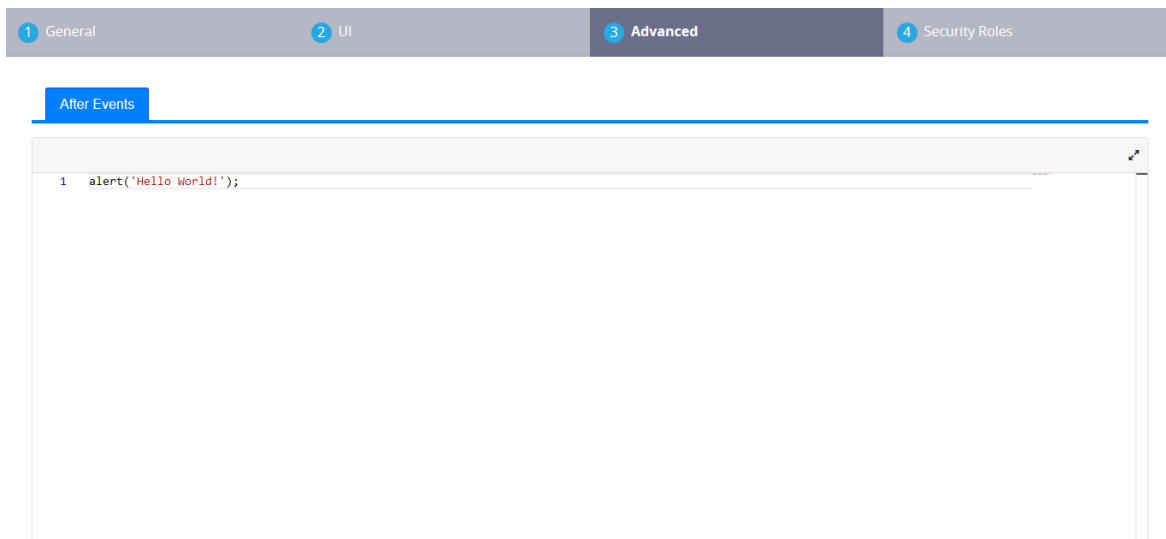 1 General 2 UI 3 Advanced 4 Security Roles
After Events
1 alert('Hello World!');